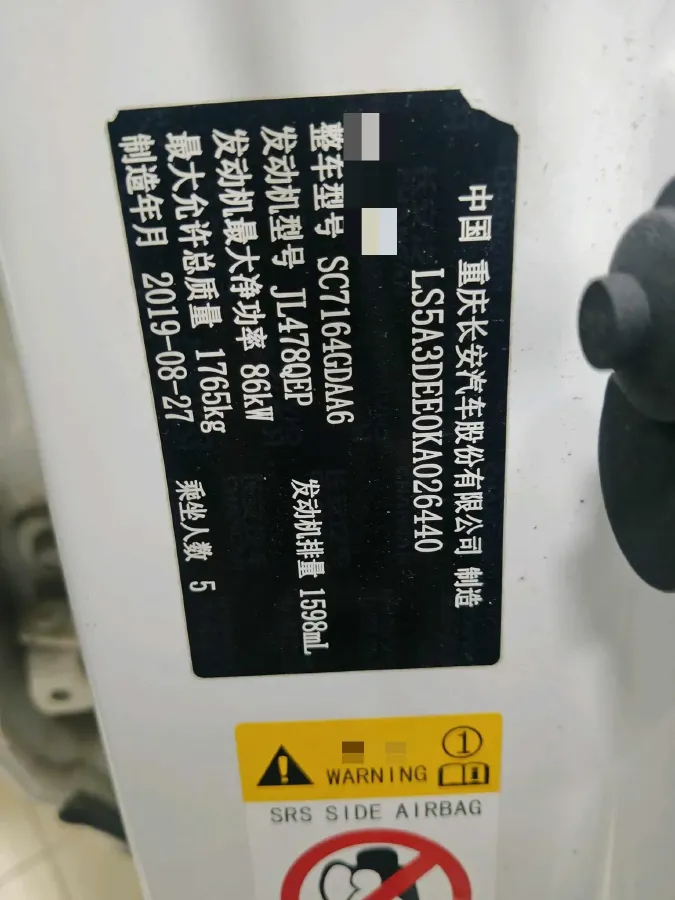 中国 重庆长安汽车股份有限公司 制造
LS5A3DEE0KA026440
整车型号 SC7164GDAA6
发动机型号 JL478QEP 发动机排量 1598mL
发动机最大净功率 86kW
最大允许总质量 1765kg 乘坐人数 5
制造年月 2019-08-27
1
WARNING
SRS SIDE AIRBAG